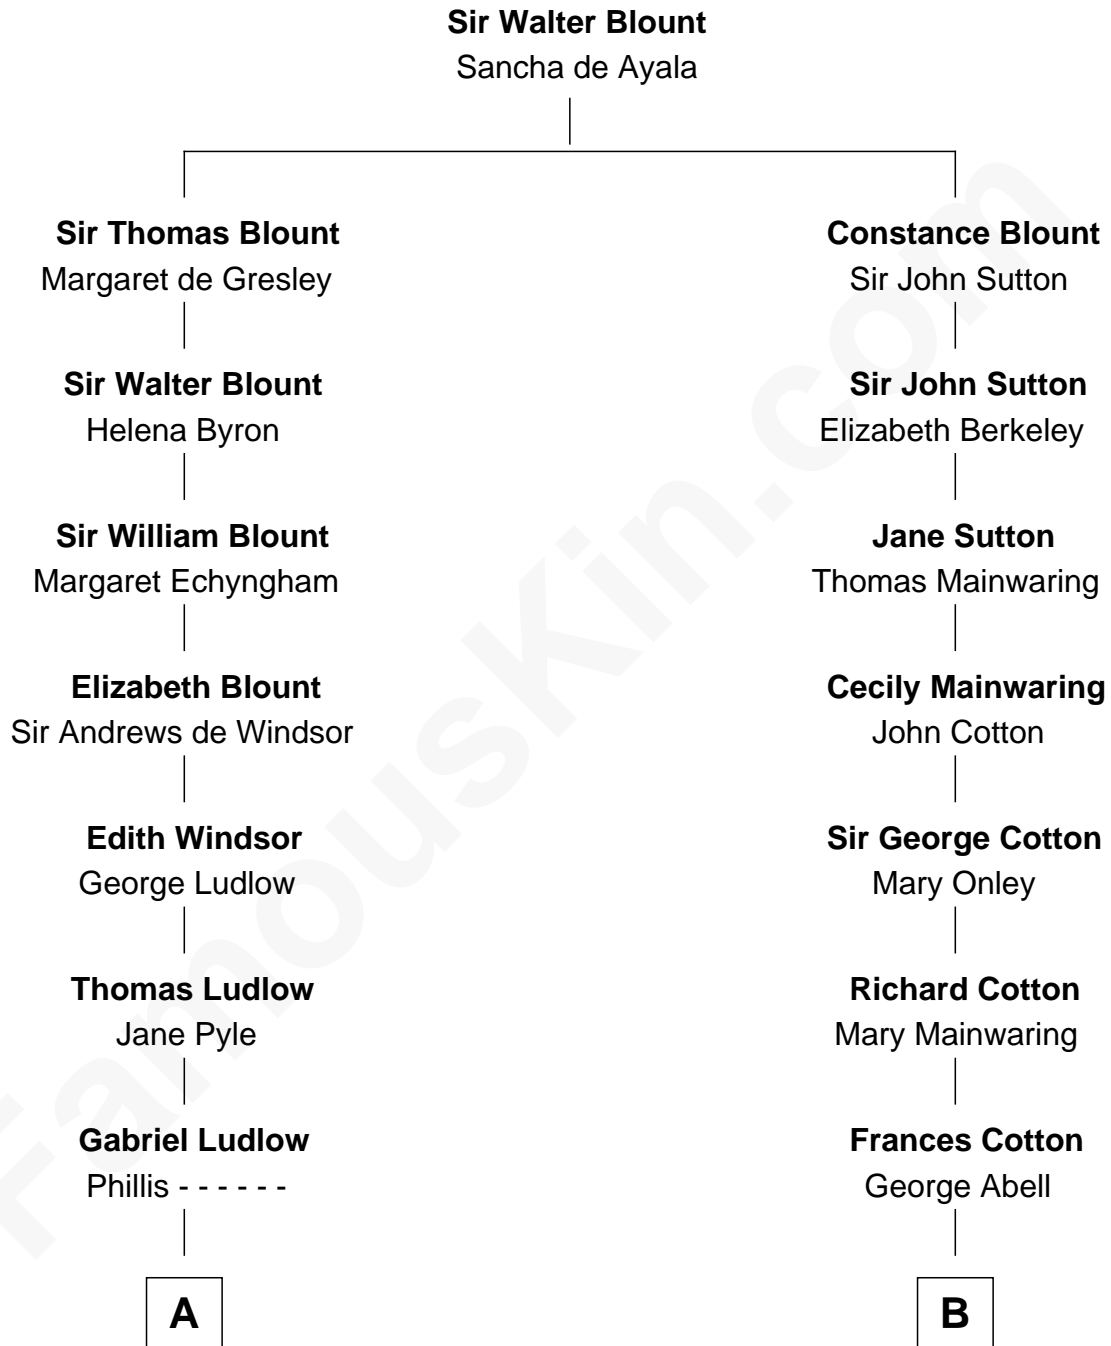 Sir Walter Blount
Sancha de Ayala
Sir Thomas Blount
Margaret de Gresley
Constance Blount
Sir John Sutton
Sir Walter Blount
Helena Byron
Sir John Sutton
Elizabeth Berkeley
Sir William Blount
Margaret Echyngham
Jane Sutton
Thomas Mainwaring
Elizabeth Blount
Sir Andrews de Windsor
Cecily Mainwaring
John Cotton
Edith Windsor
George Ludlow
Sir George Cotton
Mary Onley
Thomas Ludlow
Jane Pyle
Richard Cotton
Mary Mainwaring
Gabriel Ludlow
Phillis - - - - - -
Frances Cotton
George Abell
A
B
FamousKin.com